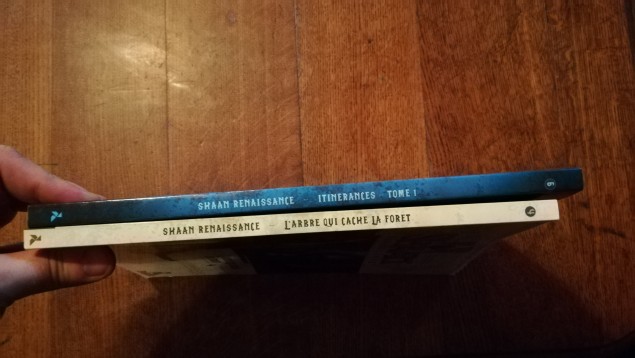 SHAAN RENAISSANCE ITINERANCES TOME 1
SHAAN RENAISSANCE L'ARBRE QUI CACHE LA FORET